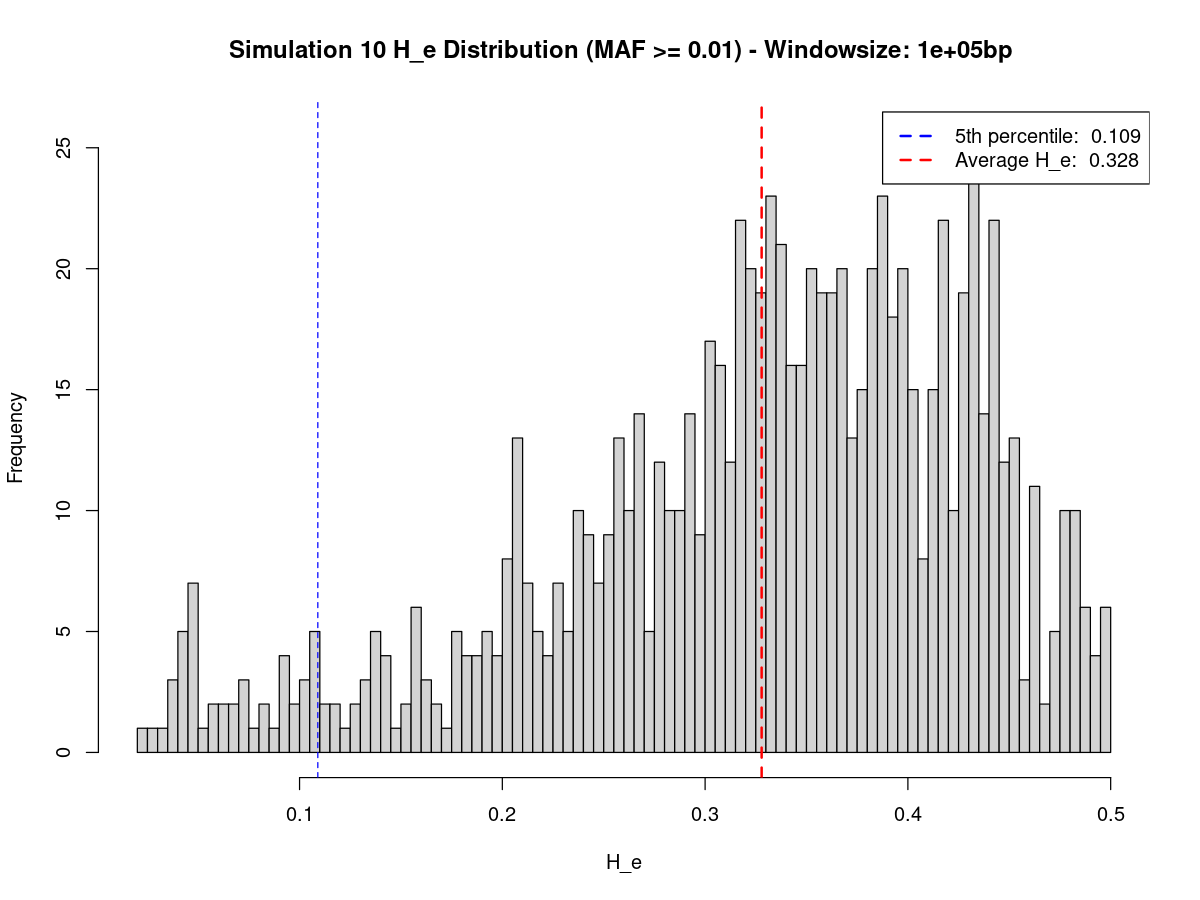 Simulation 10 H_e Distribution (MAF >= 0.01) - Windowsize: 1e+05bp
5th percentile:  0.109
Average H_e:  0.328
Frequency
25
20
15
10
5
0
0.1 0.2 0.3 0.4 0.5
H_e